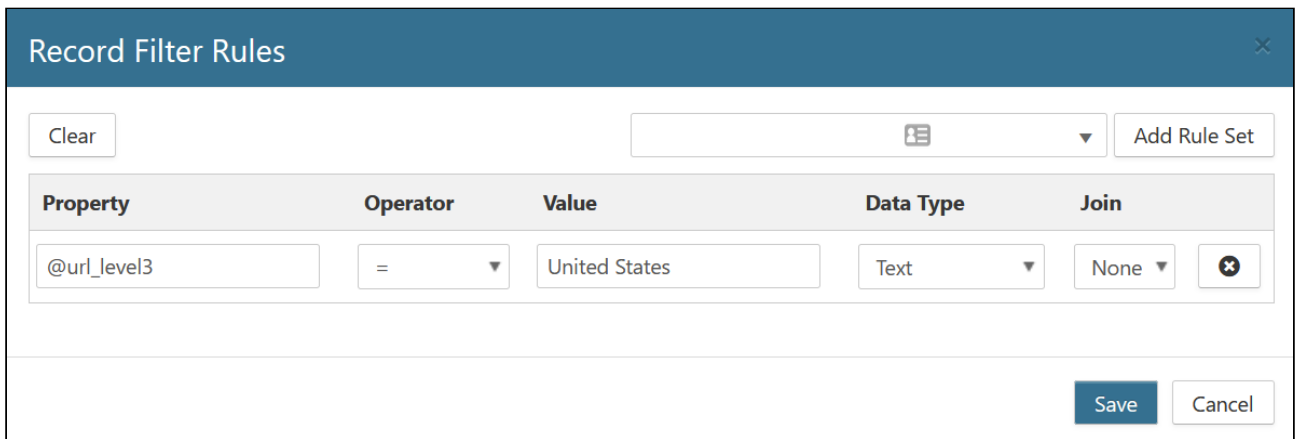 Record Filter Rules ×
Clear Add Rule Set
Property Operator Value Data Type Join
@url_level3 = United States Text None
Save Cancel